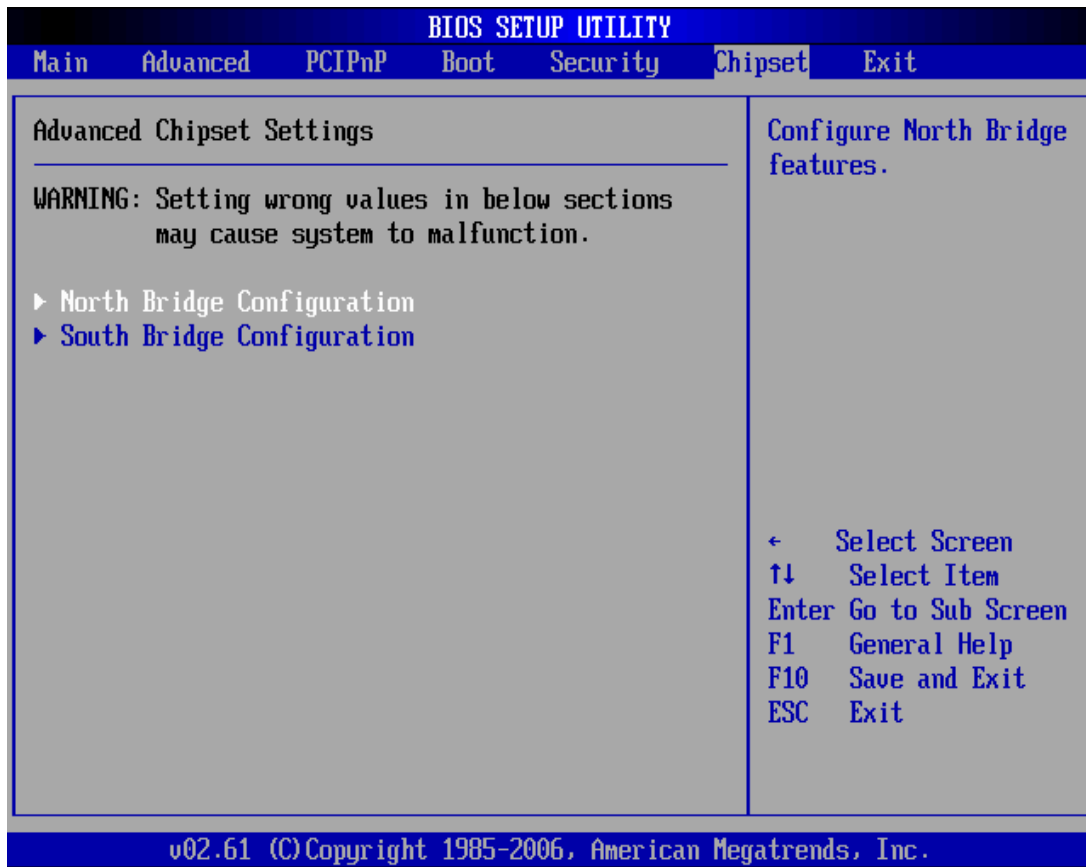 BIOS SETUP UTILITY
Main Advanced PCIPnP Boot Security Chipset Exit
Advanced Chipset Settings
WARNING: Setting wrong values in below sections
may cause system to malfunction.
▶ North Bridge Configuration
▶ South Bridge Configuration
Configure North Bridge
features.
← Select Screen
↑↓ Select Item
Enter Go to Sub Screen
F1 General Help
F10 Save and Exit
ESC Exit
v02.61 (C)Copyright 1985-2006, American Megatrends, Inc.